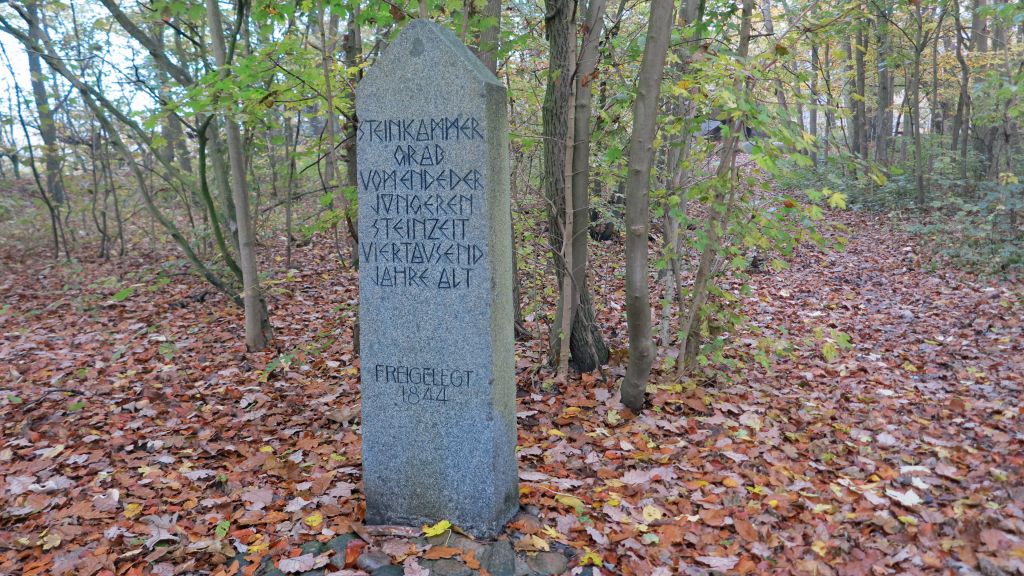 STEINKAMMER
GRAB
VOM ENDE DER
JÜNGEREN
STEINZEIT
VIERTAUSEND
JAHRE ALT
FREIGELEGT
1844